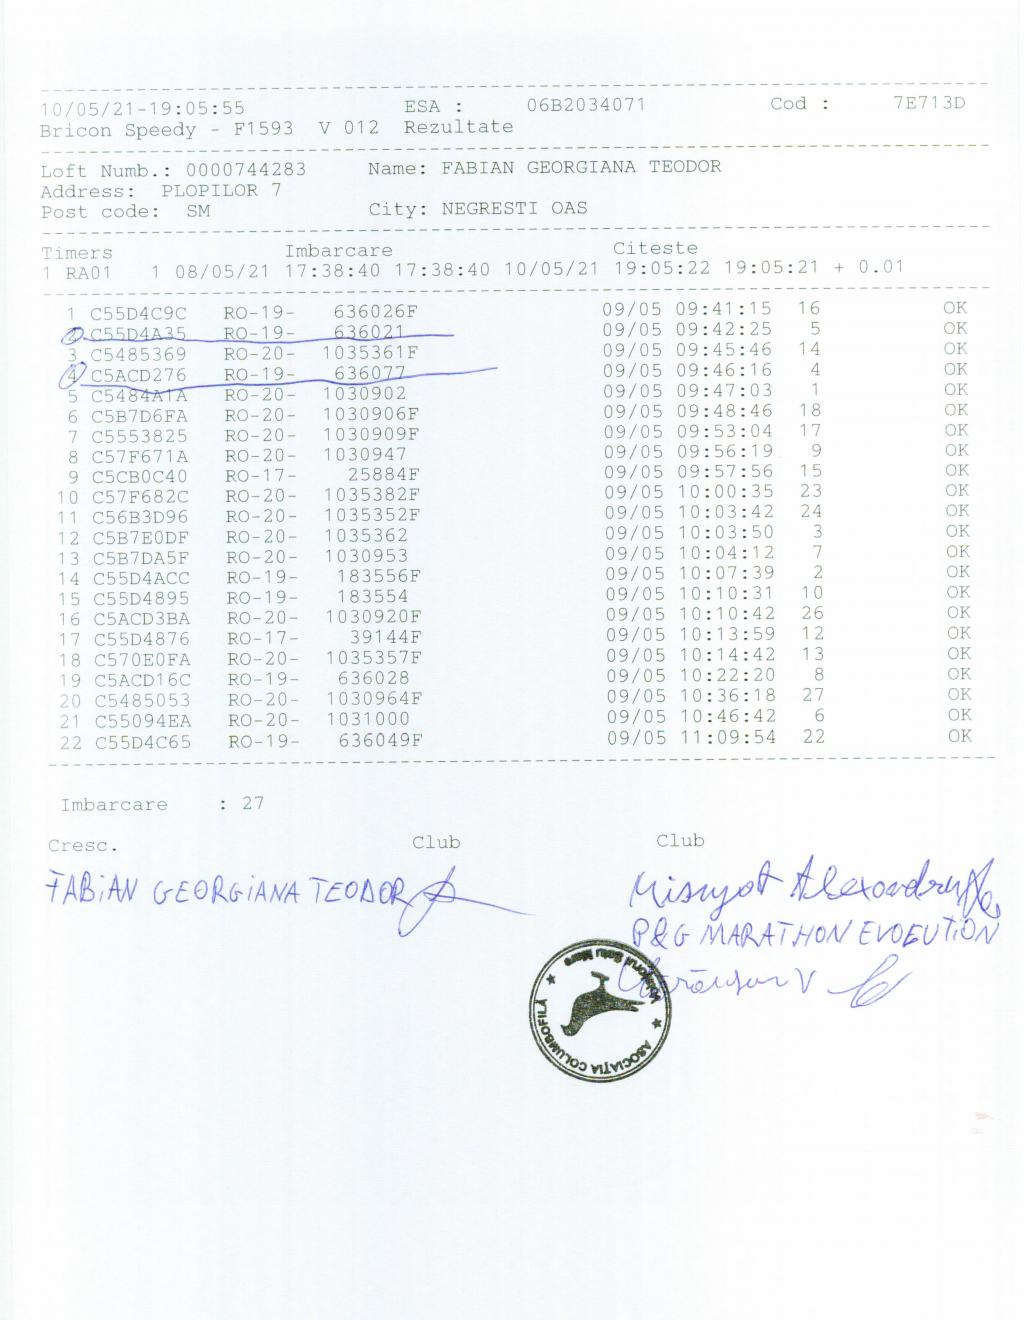 10/05/21-19:05:55 ESA : 06B2034071 Cod : 7E713D
Bricon Speedy - F1593 V 012 Rezultate
Loft Numb.: 0000744283 Name: FABIAN GEORGIANA TEODOR
Address: PLOPILOR 7
Post code: SM City: NEGRESTI OAS
Timers Imbarcare Citeste
1 RA01 1 08/05/21 17:38:40 17:38:40 10/05/21 19:05:22 19:05:21 + 0.01
1 C55D4C9C RO-19- 636026F 09/05 09:41:15 16 OK
2 C55D4A35 RO-19- 636021 09/05 09:42:25 5 OK
3 C5485369 RO-20- 1035361F 09/05 09:45:46 14 OK
4 C5ACD276 RO-19- 636077 09/05 09:46:16 4 OK
5 C5484A1A RO-20- 1030902 09/05 09:47:03 1 OK
6 C5B7D6FA RO-20- 1030906F 09/05 09:48:46 18 OK
7 C5553825 RO-20- 1030909F 09/05 09:53:04 17 OK
8 C57F671A RO-20- 1030947 09/05 09:56:19 9 OK
9 C5CB0C40 RO-17- 25884F 09/05 09:57:56 15 OK
10 C57F682C RO-20- 1035382F 09/05 10:00:35 23 OK
11 C56B3D96 RO-20- 1035352F 09/05 10:03:42 24 OK
12 C5B7E0DF RO-20- 1035362 09/05 10:03:50 3 OK
13 C5B7DA5F RO-20- 1030953 09/05 10:04:12 7 OK
14 C55D4ACC RO-19- 183556F 09/05 10:07:39 2 OK
15 C55D4895 RO-19- 183554 09/05 10:10:31 10 OK
16 C5ACD3BA RO-20- 1030920F 09/05 10:10:42 26 OK
17 C55D4876 RO-17- 39144F 09/05 10:13:59 12 OK
18 C570E0FA RO-20- 1035357F 09/05 10:14:42 13 OK
19 C5ACD16C RO-19- 636028 09/05 10:22:20 8 OK
20 C5485053 RO-20- 1030964F 09/05 10:36:18 27 OK
21 C55094EA RO-20- 1031000 09/05 10:46:42 6 OK
22 C55D4C65 RO-19- 636049F 09/05 11:09:54 22 OK
Imbarcare : 27
Cresc. Club Club
FABIAN GEORGIANA TEODOR
Alexandru
P&G MARATHON EVOLUTION
ASOCIAȚIA COLUMBOFILĂ
Satu Mare